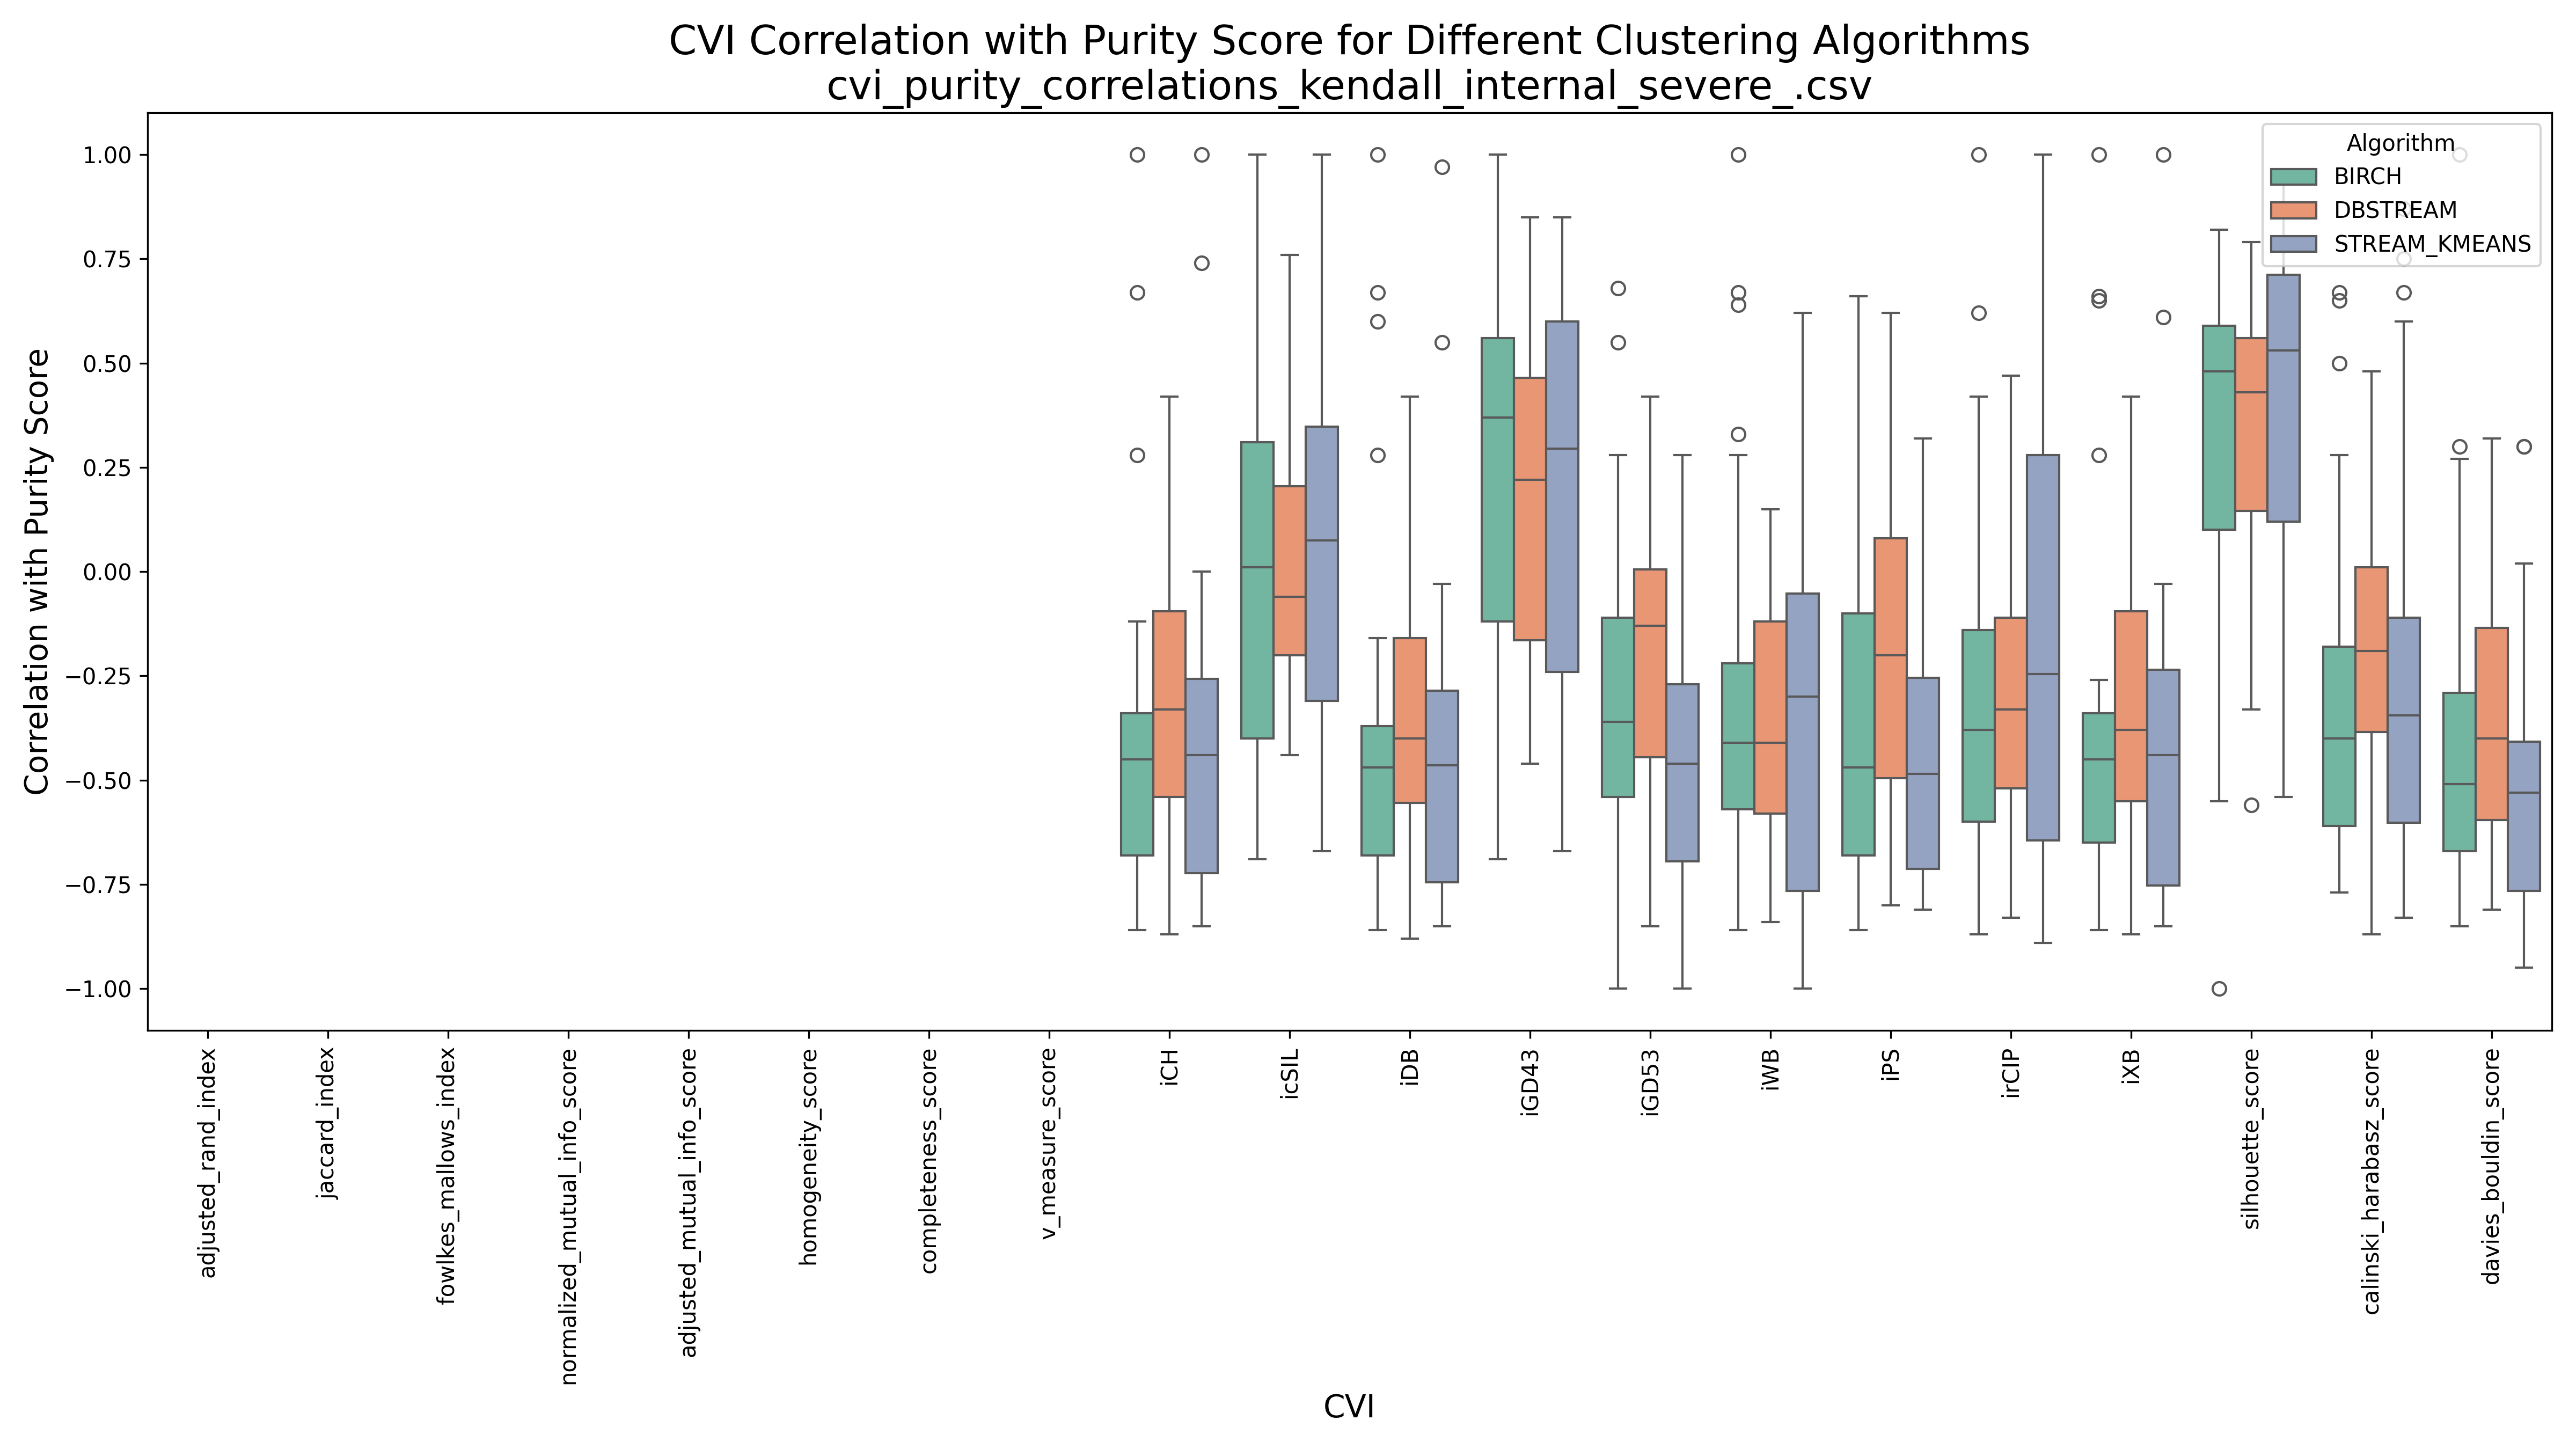 CVI Correlation with Purity Score for Different Clustering Algorithms
cvi_purity_correlations_kendall_internal_severe_.csv
Algorithm
BIRCH
DBSTREAM
STREAM_KMEANS
Correlation with Purity Score
1.00
0.75
0.50
0.25
0.00
−0.25
−0.50
−0.75
−1.00
adjusted_rand_index
jaccard_index
fowlkes_mallows_index
normalized_mutual_info_score
adjusted_mutual_info_score
homogeneity_score
completeness_score
v_measure_score
iCH
icSIL
iDB
iGD43
iGD53
iWB
iPS
irCIP
iXB
silhouette_score
calinski_harabasz_score
davies_bouldin_score
CVI